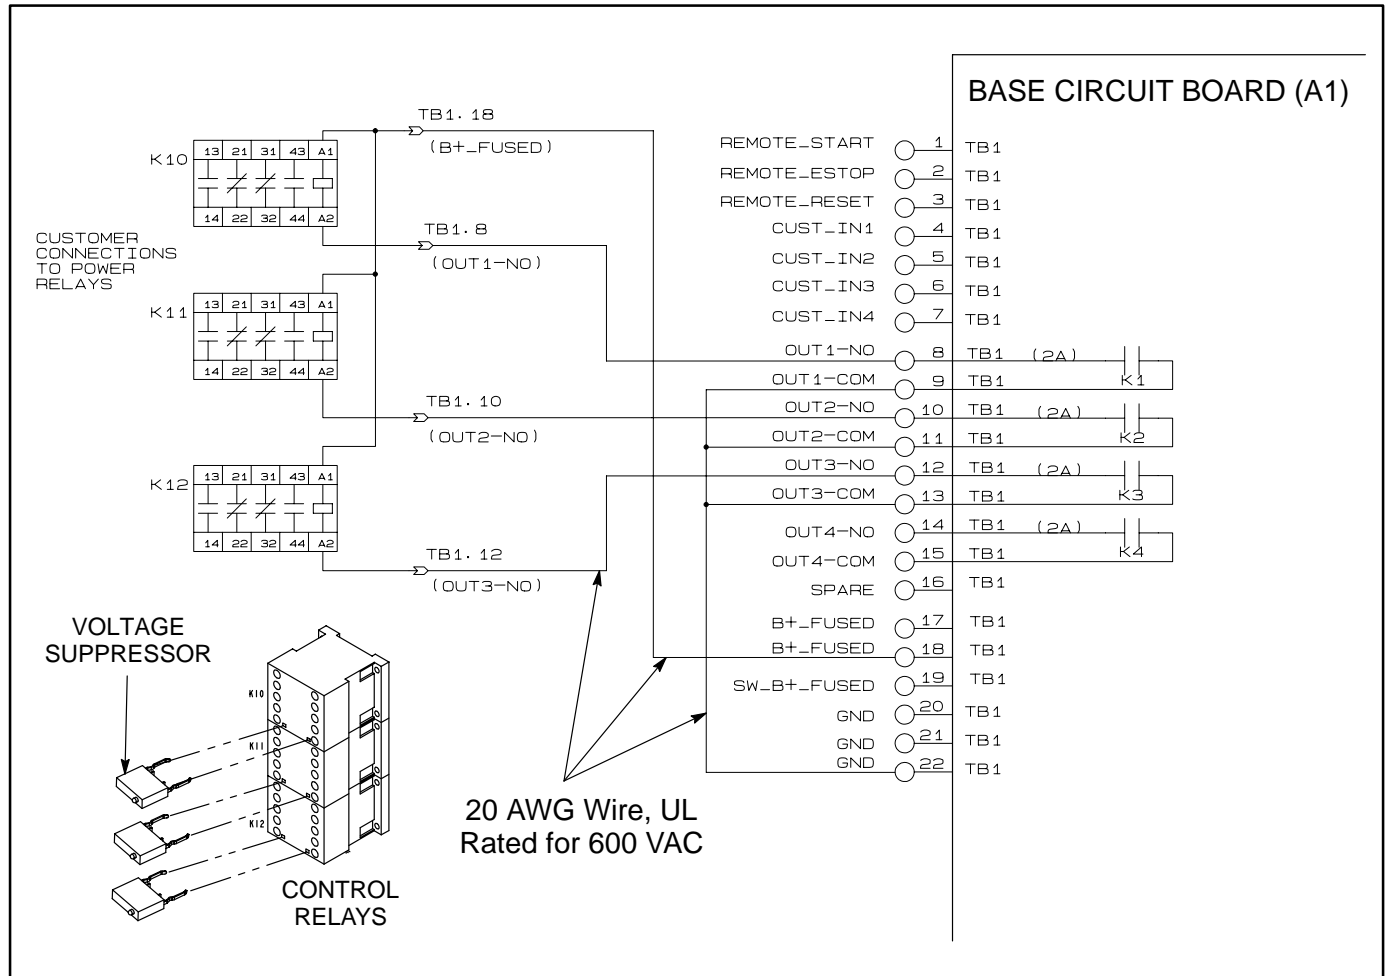 BASE CIRCUIT BOARD (A1)
TB1.18
(B+_FUSED)
K10
13 21 31 43 A1
14 22 32 44 A2
CUSTOMER
CONNECTIONS
TO POWER
RELAYS
TB1.8
(OUT1-NO)
K11
13 21 31 43 A1
14 22 32 44 A2
TB1.10
(OUT2-NO)
K12
13 21 31 43 A1
14 22 32 44 A2
TB1.12
(OUT3-NO)
REMOTE_START 1 TB1
REMOTE_ESTOP 2 TB1
REMOTE_RESET 3 TB1
CUST_IN1 4 TB1
CUST_IN2 5 TB1
CUST_IN3 6 TB1
CUST_IN4 7 TB1
OUT1-NO 8 TB1 (2A)
OUT1-COM 9 TB1 K1
OUT2-NO 10 TB1 (2A)
OUT2-COM 11 TB1 K2
OUT3-NO 12 TB1 (2A)
OUT3-COM 13 TB1 K3
OUT4-NO 14 TB1 (2A)
OUT4-COM 15 TB1 K4
SPARE 16 TB1
B+_FUSED 17 TB1
B+_FUSED 18 TB1
SW_B+_FUSED 19 TB1
GND 20 TB1
GND 21 TB1
GND 22 TB1
VOLTAGE
SUPPRESSOR
K10
K11
K12
CONTROL
RELAYS
20 AWG Wire, UL
Rated for 600 VAC